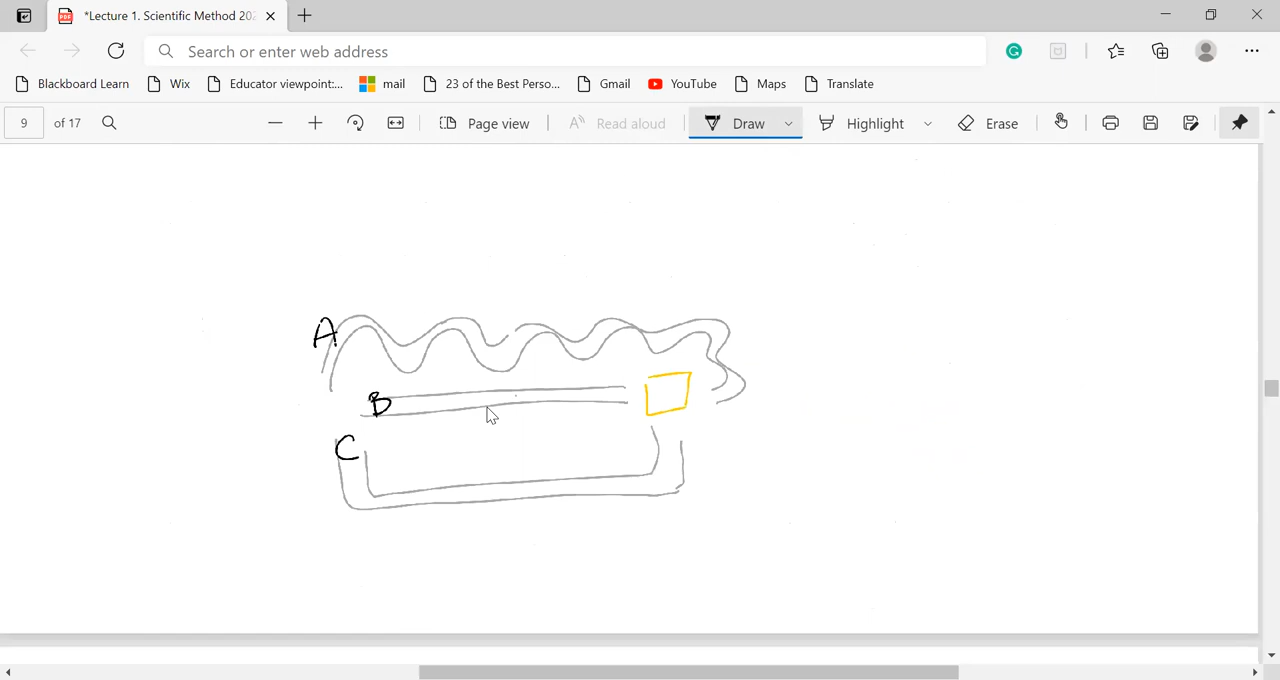 *Lecture 1. Scientific Method 202
Search or enter web address
Blackboard Learn Wix Educator viewpoint:... mail 23 of the Best Perso... Gmail YouTube Maps Translate
9 of 17 Page view Read aloud Draw Highlight Erase
A
B
C